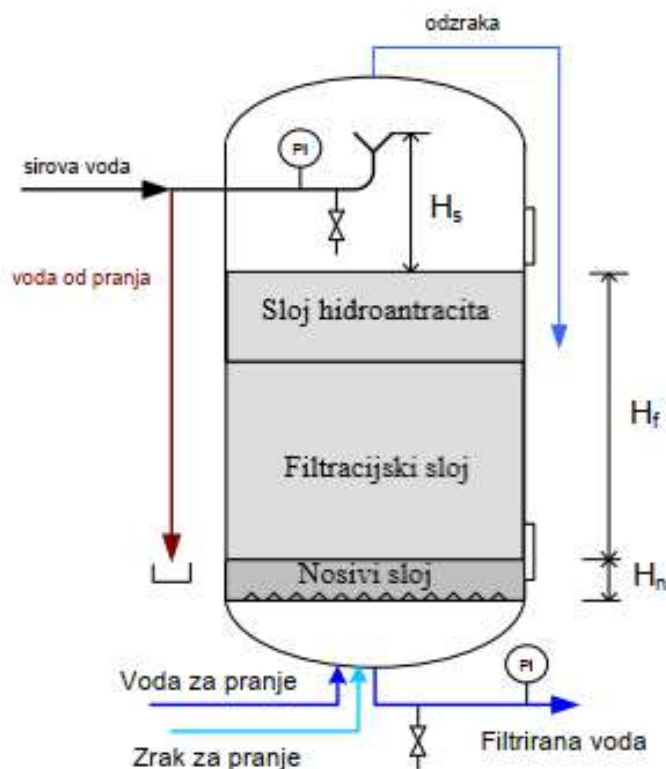 odzraka
PI
sirova voda
Hs
voda od pranja
Sloj hidroantracita
Hf
Filtracijski sloj
Nosivi sloj
Hn
PI
Voda za pranje
Filtrirana voda
Zrak za pranje